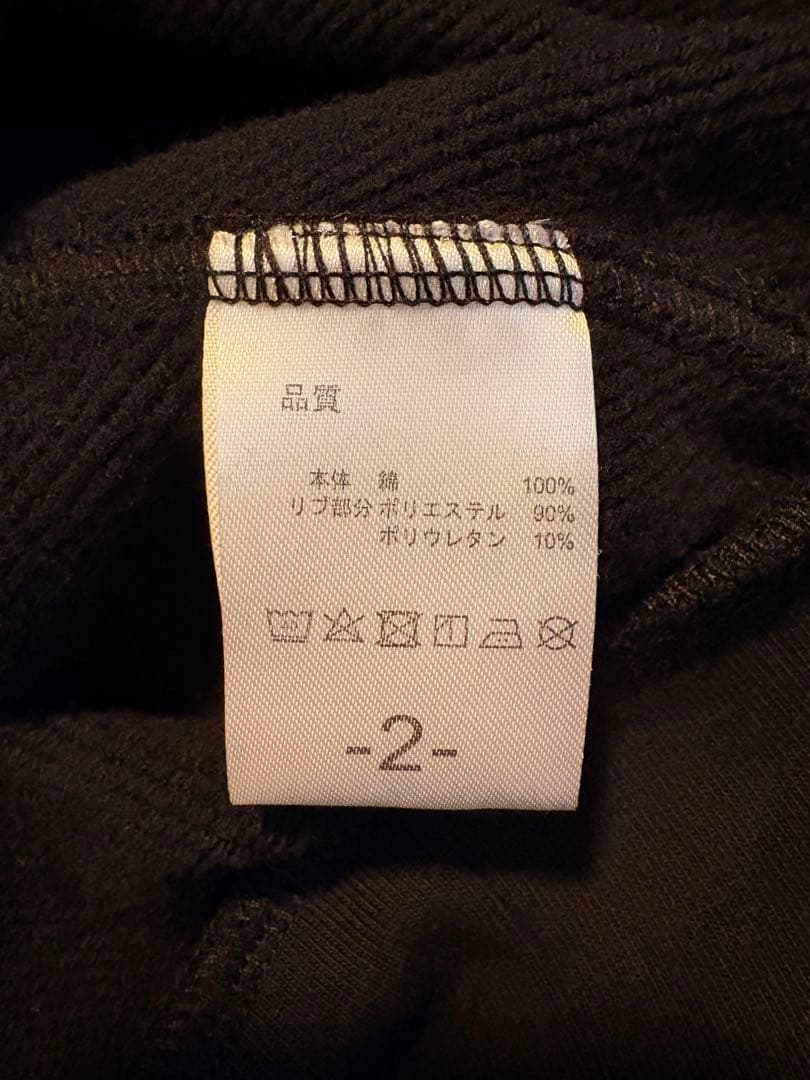 品質
本体 綿 100%
リブ部分 ポリエステル 90%
ポリウレタン 10%
-2-